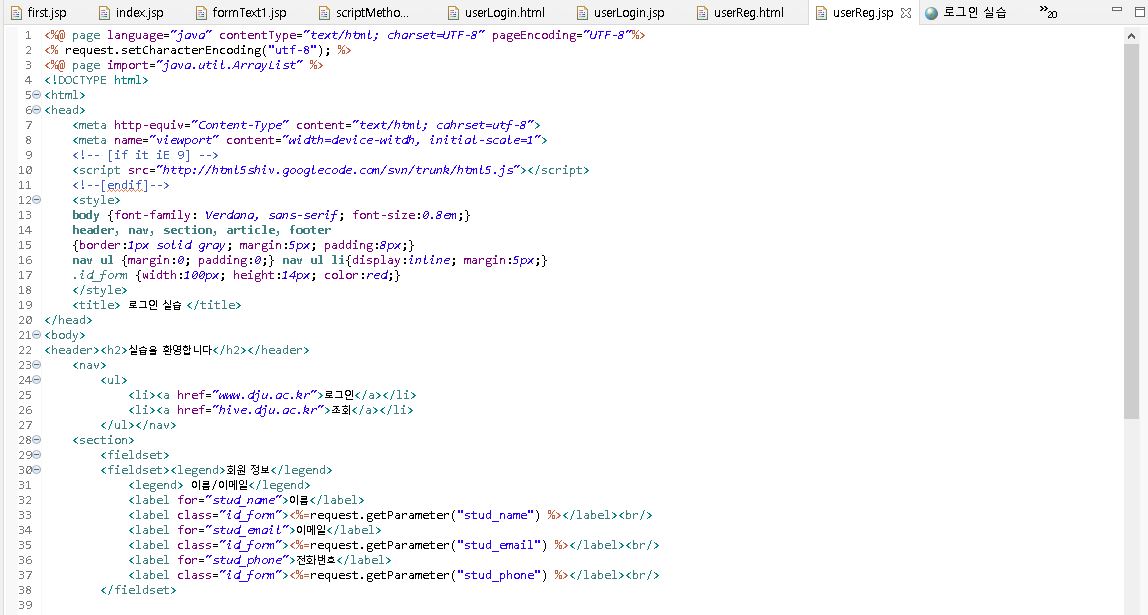 first.jsp index.jsp formText1.jsp scriptMetho... userLogin.html userLogin.jsp userReg.html userReg.jsp 로그인 실습 »20
1 <%@ page language="java" contentType="text/html; charset=UTF-8" pageEncoding="UTF-8"%>
2 <% request.setCharacterEncoding("utf-8"); %>
3 <%@ page import="java.util.ArrayList" %>
4 <!DOCTYPE html>
5 <html>
6 <head>
7 <meta http-equiv="Content-Type" content="text/html; cahrset=utf-8">
8 <meta name="viewport" content="width=device-witdh, initial-scale=1">
9 <!-- [if it iE 9] -->
10 <script src="http://html5shiv.googlecode.com/svn/trunk/html5.js"></script>
11 <!--[endif]-->
12 <style>
13 body {font-family: Verdana, sans-serif; font-size:0.8em;}
14 header, nav, section, article, footer
15 {border:1px solid gray; margin:5px; padding:8px;}
16 nav ul {margin:0; padding:0;} nav ul li{display:inline; margin:5px;}
17 .id_form {width:100px; height:14px; color:red;}
18 </style>
19 <title> 로그인 실습 </title>
20 </head>
21 <body>
22 <header><h2>실습을 환영합니다</h2></header>
23 <nav>
24 <ul>
25 <li><a href="www.dju.ac.kr">로그인</a></li>
26 <li><a href="hive.dju.ac.kr">조회</a></li>
27 </ul></nav>
28 <section>
29 <fieldset>
30 <fieldset><legend>회원 정보</legend>
31 <legend> 이름/이메일</legend>
32 <label for="stud_name">이름</label>
33 <label class="id_form"><%=request.getParameter("stud_name") %></label><br/>
34 <label for="stud_email">이메일</label>
35 <label class="id_form"><%=request.getParameter("stud_email") %></label><br/>
36 <label for="stud_phone">전화번호</label>
37 <label class="id_form"><%=request.getParameter("stud_phone") %></label><br/>
38 </fieldset>
39